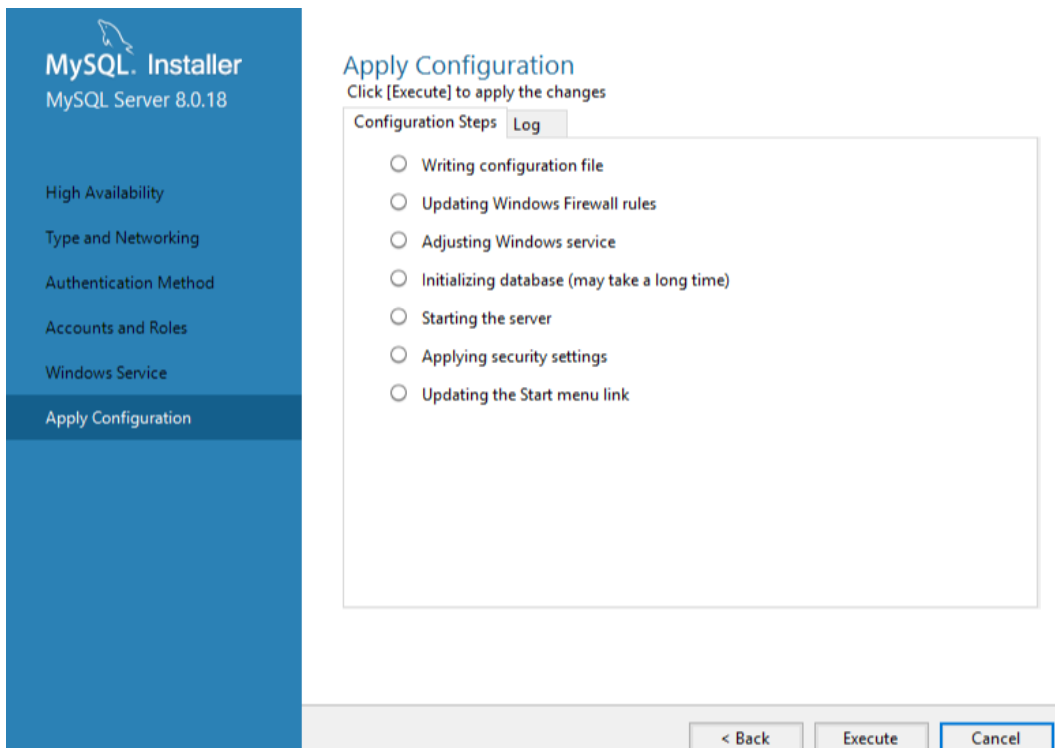 MySQL. Installer
MySQL Server 8.0.18
High Availability
Type and Networking
Authentication Method
Accounts and Roles
Windows Service
Apply Configuration
Apply Configuration
Click [Execute] to apply the changes
Configuration Steps Log
Writing configuration file
Updating Windows Firewall rules
Adjusting Windows service
Initializing database (may take a long time)
Starting the server
Applying security settings
Updating the Start menu link
< Back Execute Cancel